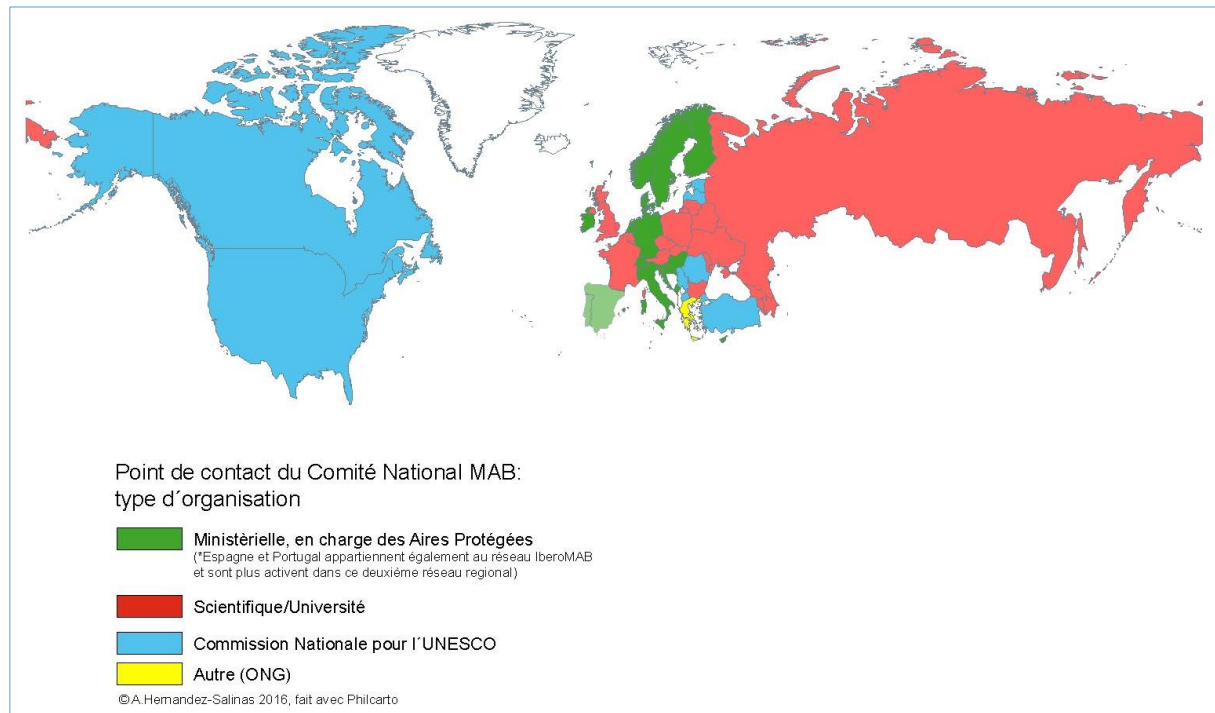 Point de contact du Comité National MAB:
type d´organisation
Ministèrielle, en charge des Aires Protégées
(*Espagne et Portugal appartiennent également au réseau IberoMAB
et sont plus activent dans ce deuxième réseau regional)
Scientifique/Université
Commission Nationale pour l´UNESCO
Autre (ONG)
©A.Hernandez-Salinas 2016, fait avec Philcarto